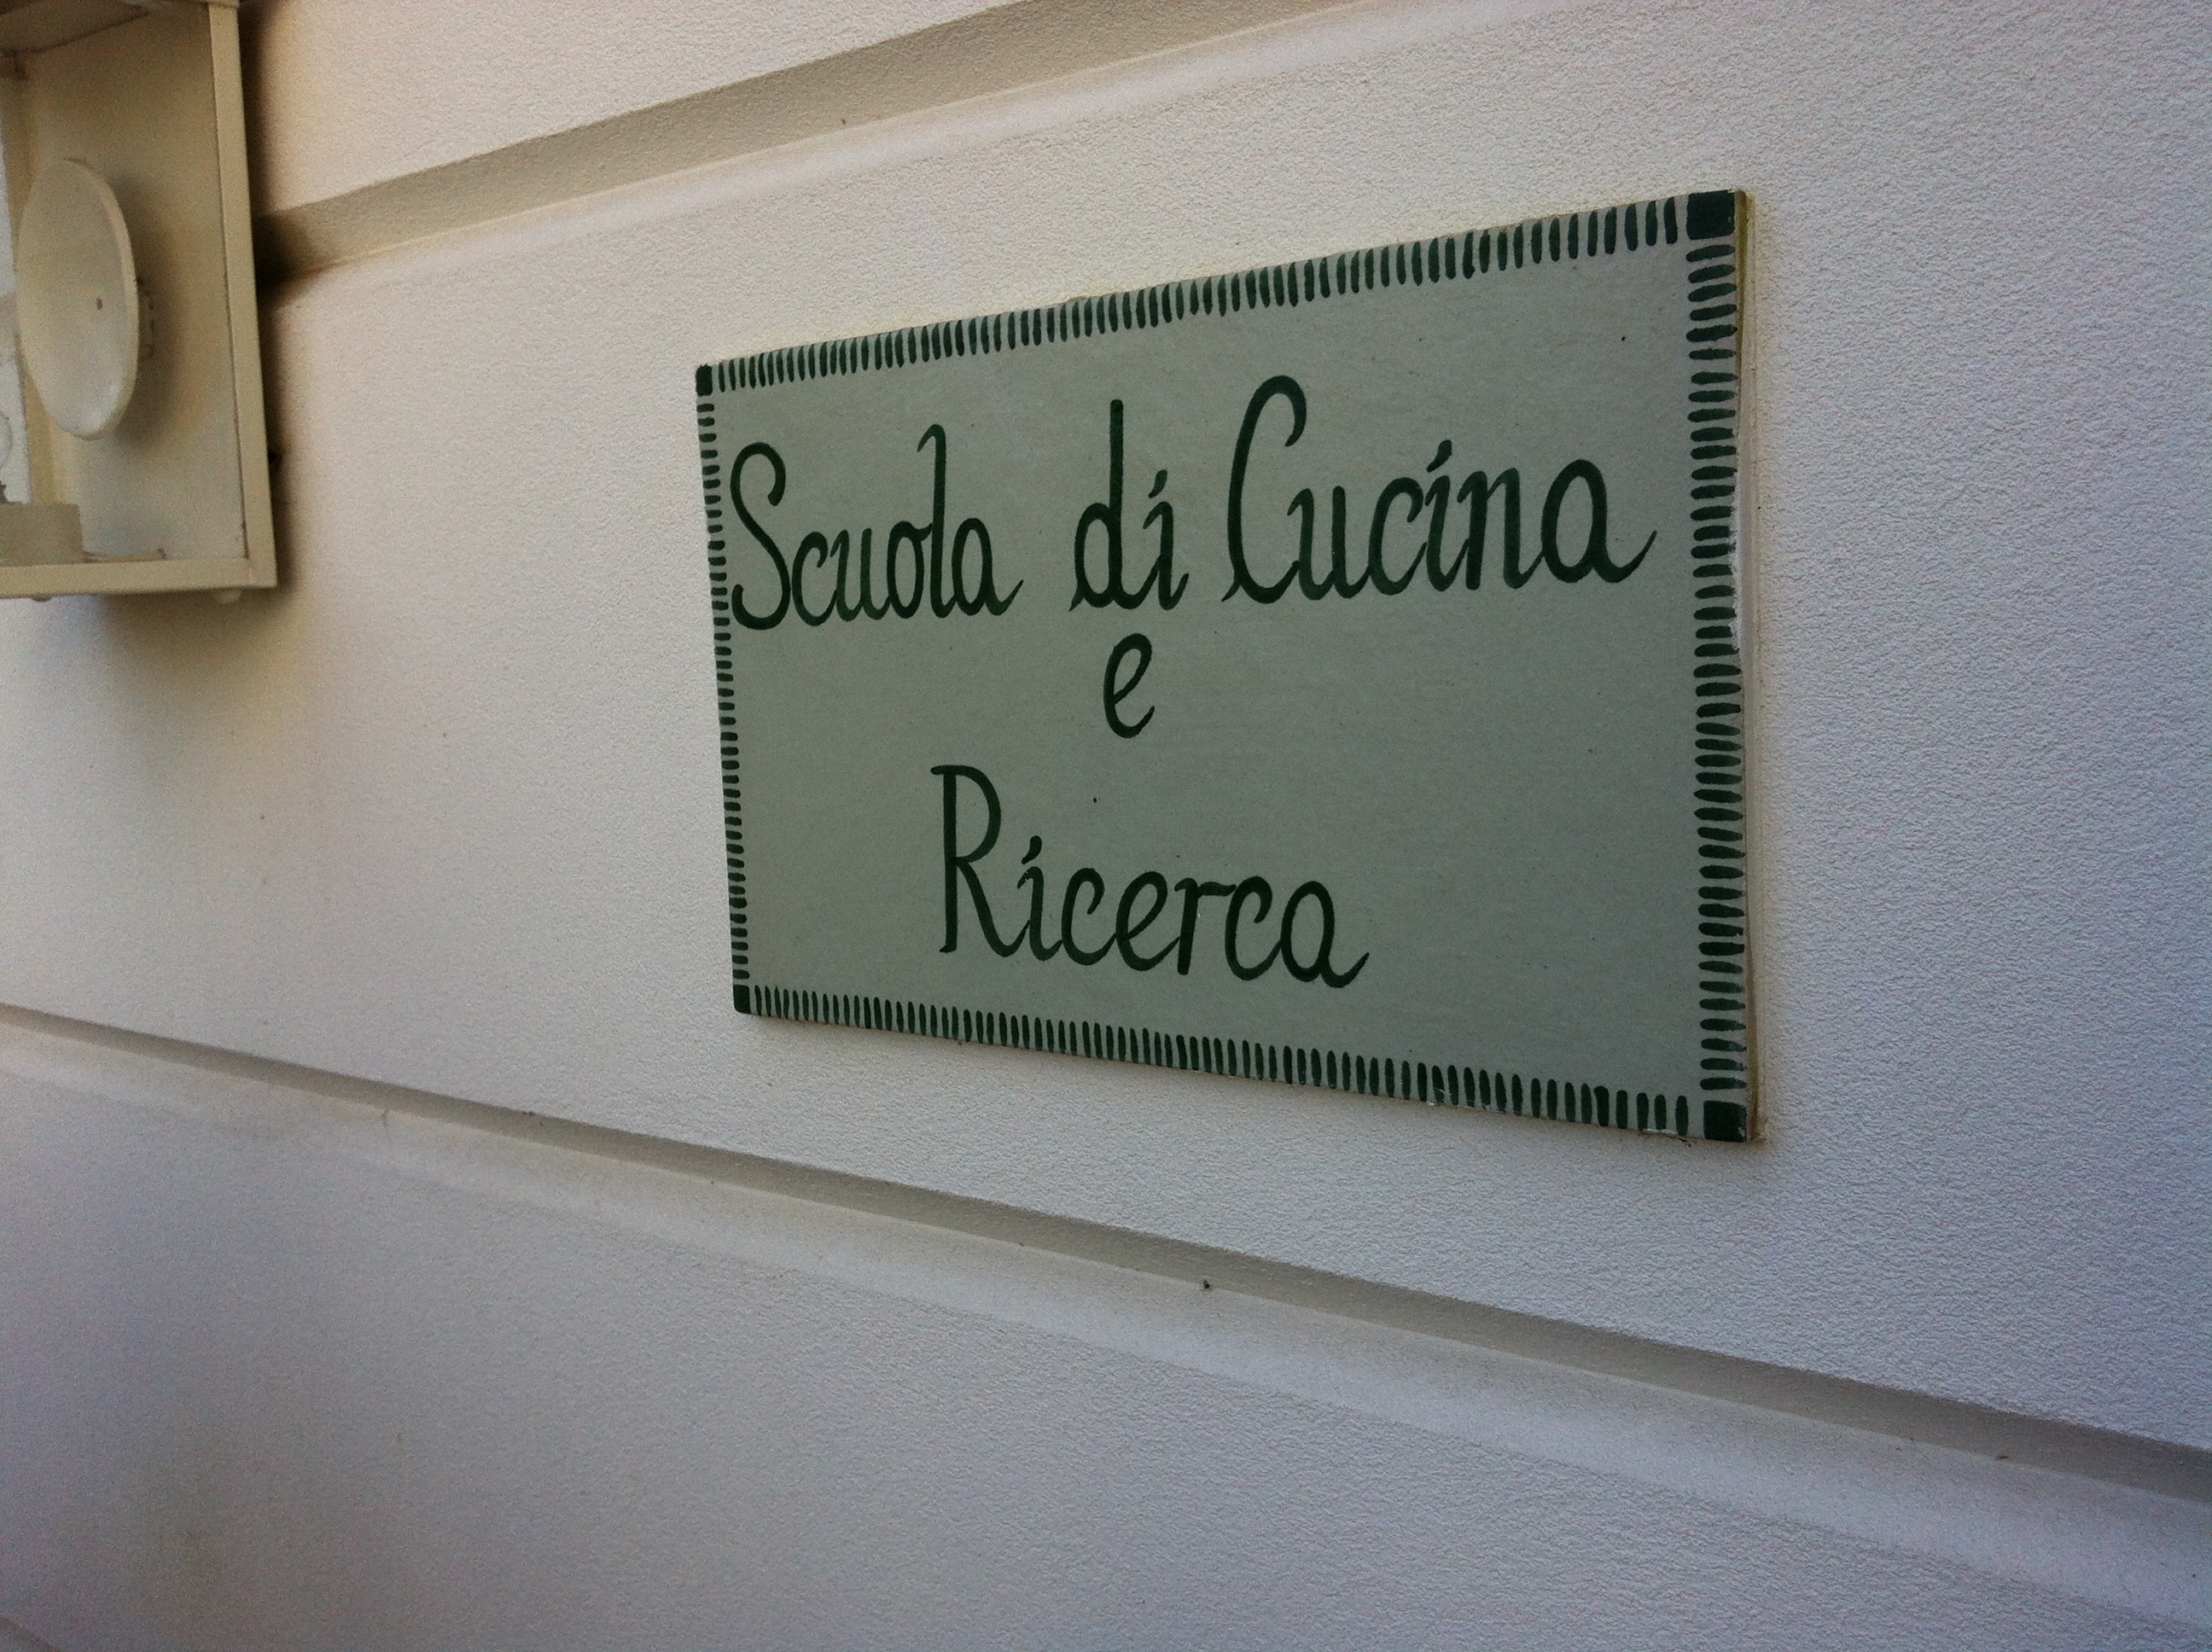 Scuola di Cucina
e
Ricerca